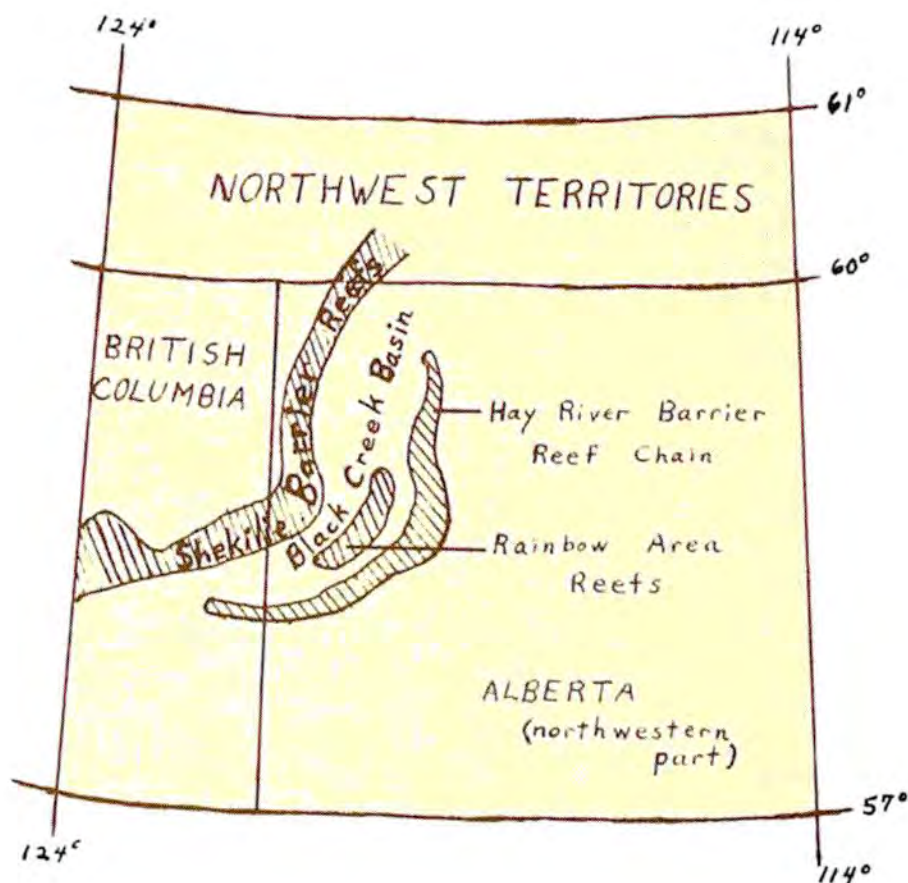 124°
114°
61°
NORTHWEST TERRITORIES
60°
Shekilie Barrier Reefs
Black Creek Basin
BRITISH
COLUMBIA
Hay River Barrier
Reef Chain
Rainbow Area
Reefs
ALBERTA
(northwestern
part)
57°
124°
114°